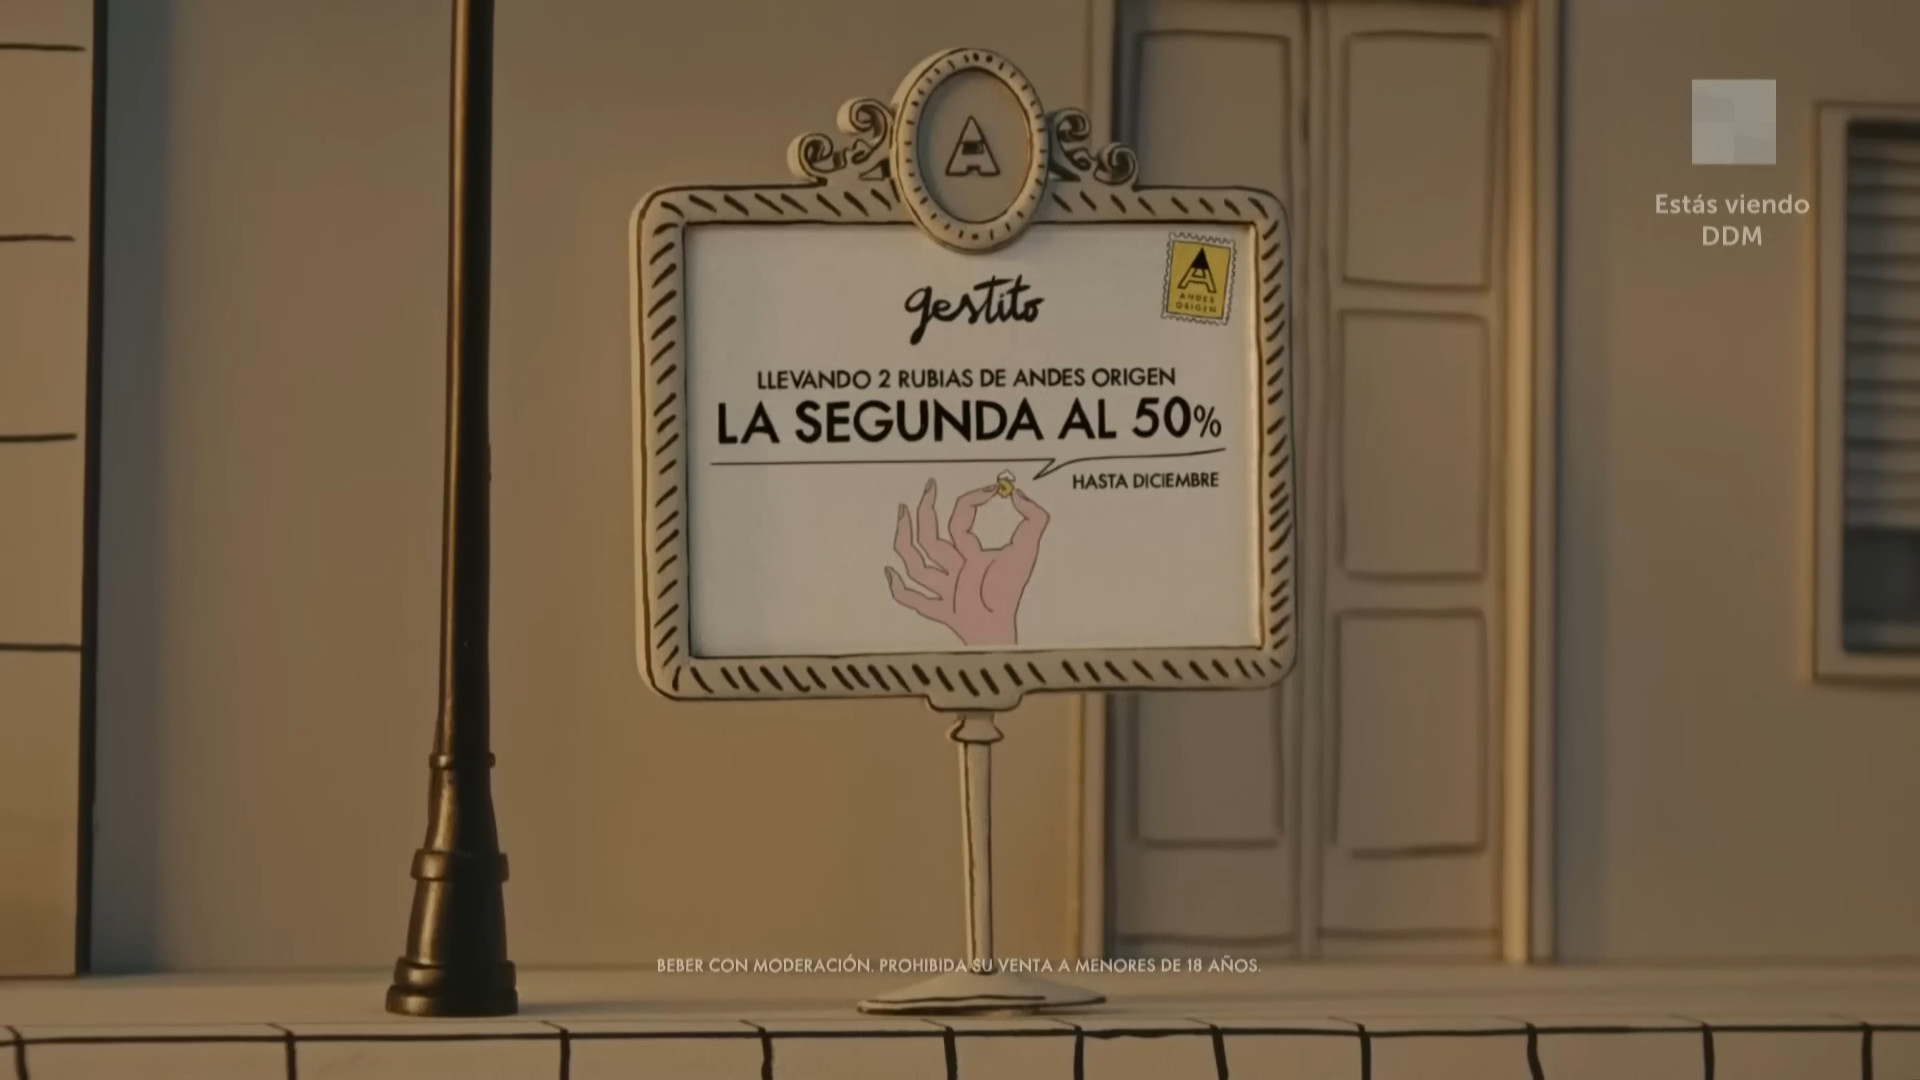 Estás viendo
DDM
A
gestito
A
ANDES
ORIGEN
LLEVANDO 2 RUBIAS DE ANDES ORIGEN
LA SEGUNDA AL 50%
HASTA DICIEMBRE
BEBER CON MODERACIÓN. PROHIBIDA SU VENTA A MENORES DE 18 AÑOS.